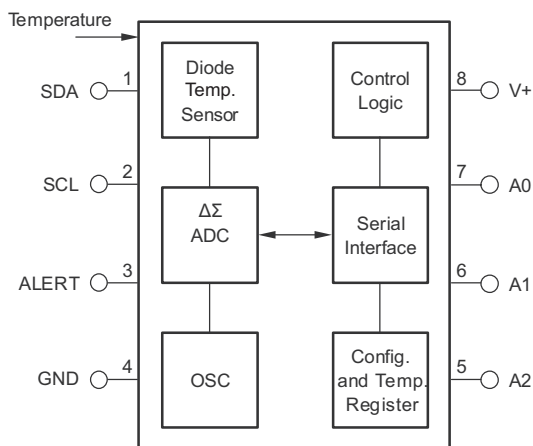 Temperature
1
SDA
2
SCL
3
ALERT
4
GND
Diode
Temp.
Sensor
ΔΣ
ADC
OSC
Control
Logic
Serial
Interface
Config.
and Temp.
Register
8
V+
7
A0
6
A1
5
A2